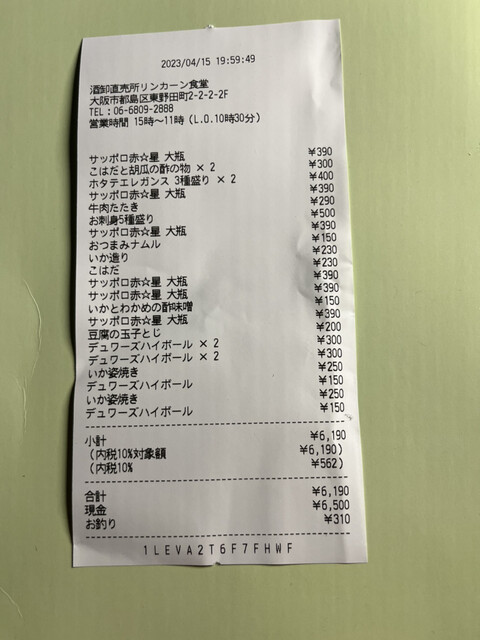 2023/04/15 19:59:49
酒卸直売所リンカーン食堂
大阪市都島区東野田町2-2-2-2F
TEL：06-6809-2888
営業時間 15時～11時（L.O.10時30分）
サッポロ赤☆星 大瓶 ¥390
こはだと胡瓜の酢の物 × 2 ¥300
ホタテエレガンス 3種盛り × 2 ¥400
サッポロ赤☆星 大瓶 ¥390
牛肉たたき ¥290
お刺身5種盛り ¥500
サッポロ赤☆星 大瓶 ¥390
おつまみナムル ¥150
いか造り ¥230
こはだ ¥230
サッポロ赤☆星 大瓶 ¥390
サッポロ赤☆星 大瓶 ¥390
いかとわかめの酢味噌 ¥150
サッポロ赤☆星 大瓶 ¥390
豆腐の玉子とじ ¥200
デュワーズハイボール × 2 ¥300
デュワーズハイボール × 2 ¥300
いか姿焼き ¥250
デュワーズハイボール ¥150
いか姿焼き ¥250
デュワーズハイボール ¥150
小計 ¥6,190
（内税10%対象額 ¥6,190）
（内税10% ¥562）
合計 ¥6,190
現金 ¥6,500
お釣り ¥310
1LEVA2T6F7FHWF